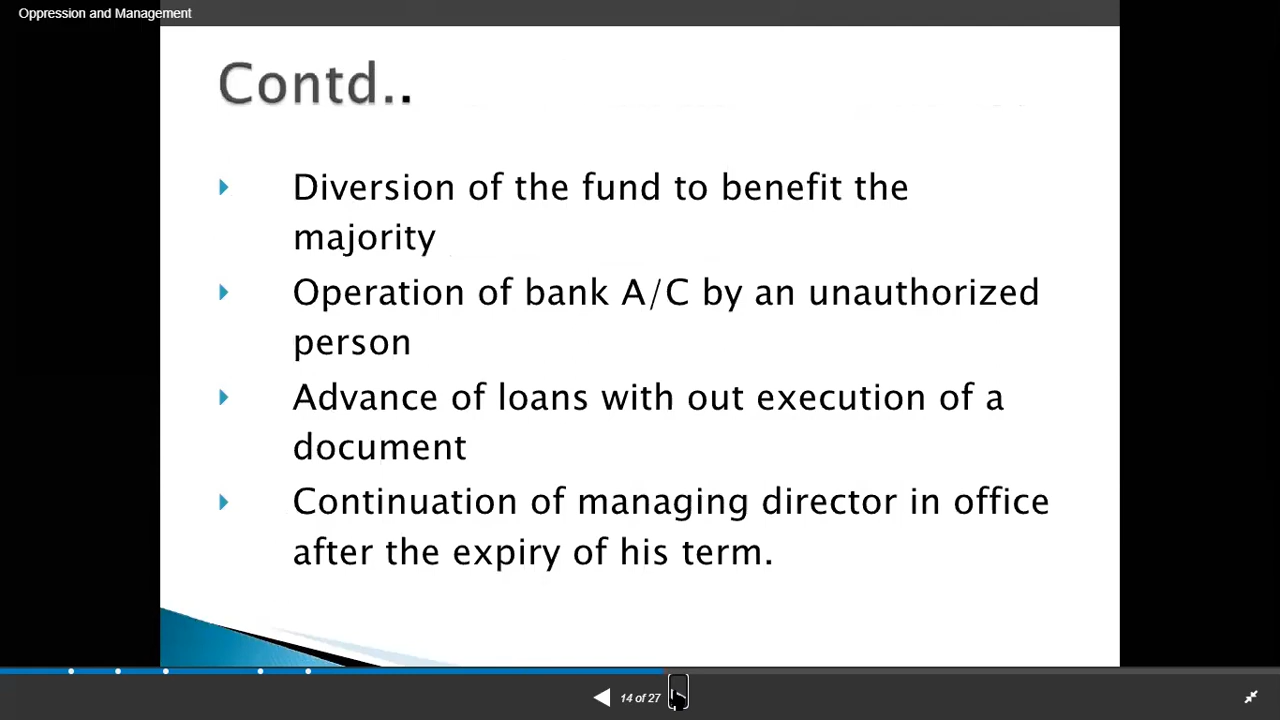 Oppression and Management
Contd..
Diversion of the fund to benefit the
majority
Operation of bank A/C by an unauthorized
person
Advance of loans with out execution of a
document
Continuation of managing director in office
after the expiry of his term.
14 of 27